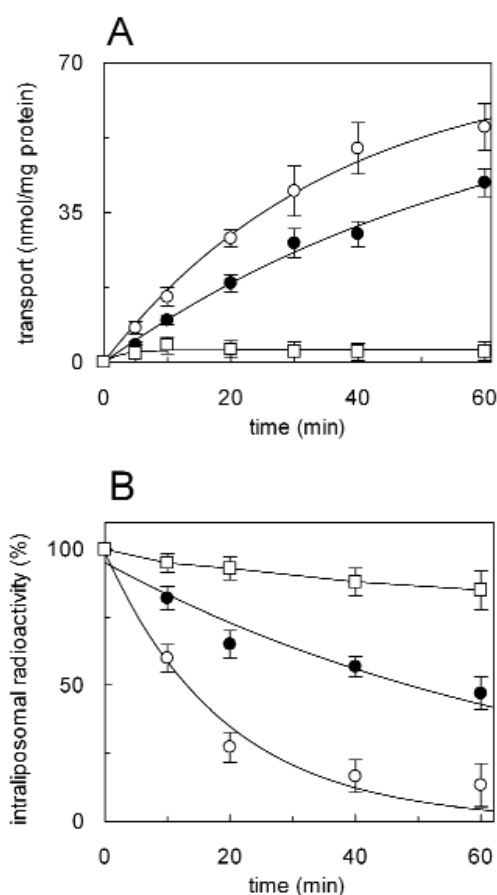 A
70
35
0
transport (nmol/mg protein)
0 20 40 60
time (min)
B
100
50
0
intraliposomal radioactivity (%)
0 20 40 60
time (min)